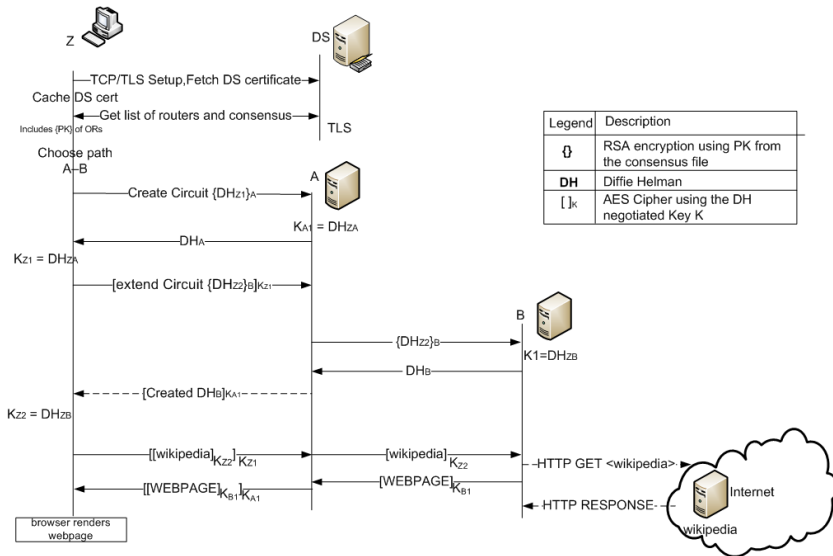 Z
DS
TCP/TLS Setup,Fetch DS certificate
Cache DS cert
Get list of routers and consensus
Includes {PK} of ORs
TLS
Choose path
A-B
A
Create Circuit {DHZ1}A
KA1 = DHZA
DHA
KZ1 = DHZA
[extend Circuit {DHZ2}B]KZ1
B
{DHZ2}B
K1=DHZB
DHB
[Created DHB]KA1
KZ2 = DHZB
[[wikipedia]KZ2]KZ1
[wikipedia]KZ2
HTTP GET <wikipedia>
[[WEBPAGE]KB1]KA1
[WEBPAGE]KB1
HTTP RESPONSE
Internet
wikipedia
browser renders
webpage
Legend Description
{} RSA encryption using PK from
the consensus file
DH Diffie Helman
[ ]K AES Cipher using the DH
negotiated Key K